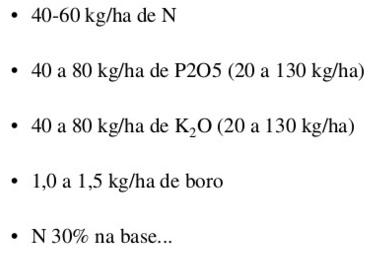 • 40-60 kg/ha de N
• 40 a 80 kg/ha de P2O5 (20 a 130 kg/ha)
• 40 a 80 kg/ha de K₂O (20 a 130 kg/ha)
• 1,0 a 1,5 kg/ha de boro
• N 30% na base...